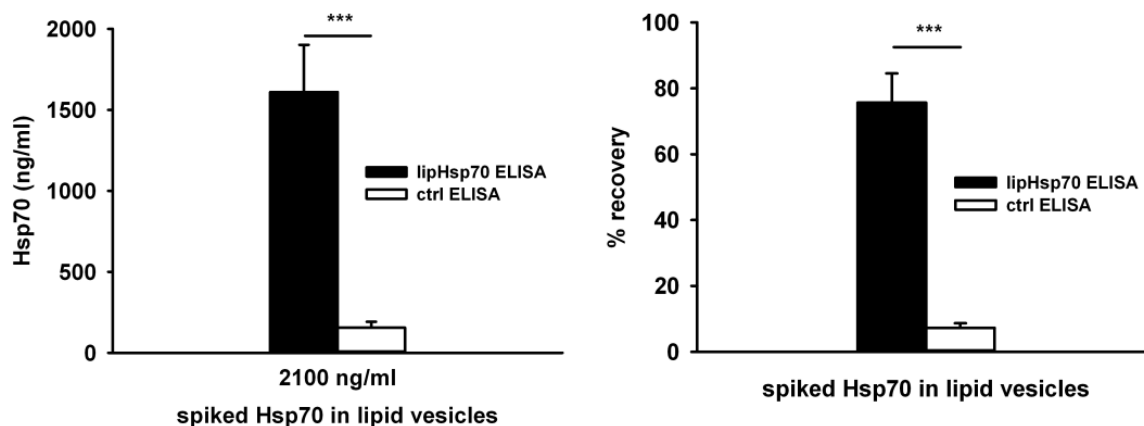 2000
***
1500
1000
500
0
Hsp70 (ng/ml)
lipHsp70 ELISA
ctrl ELISA
2100 ng/ml
spiked Hsp70 in lipid vesicles
100
***
80
60
40
20
0
% recovery
lipHsp70 ELISA
ctrl ELISA
spiked Hsp70 in lipid vesicles